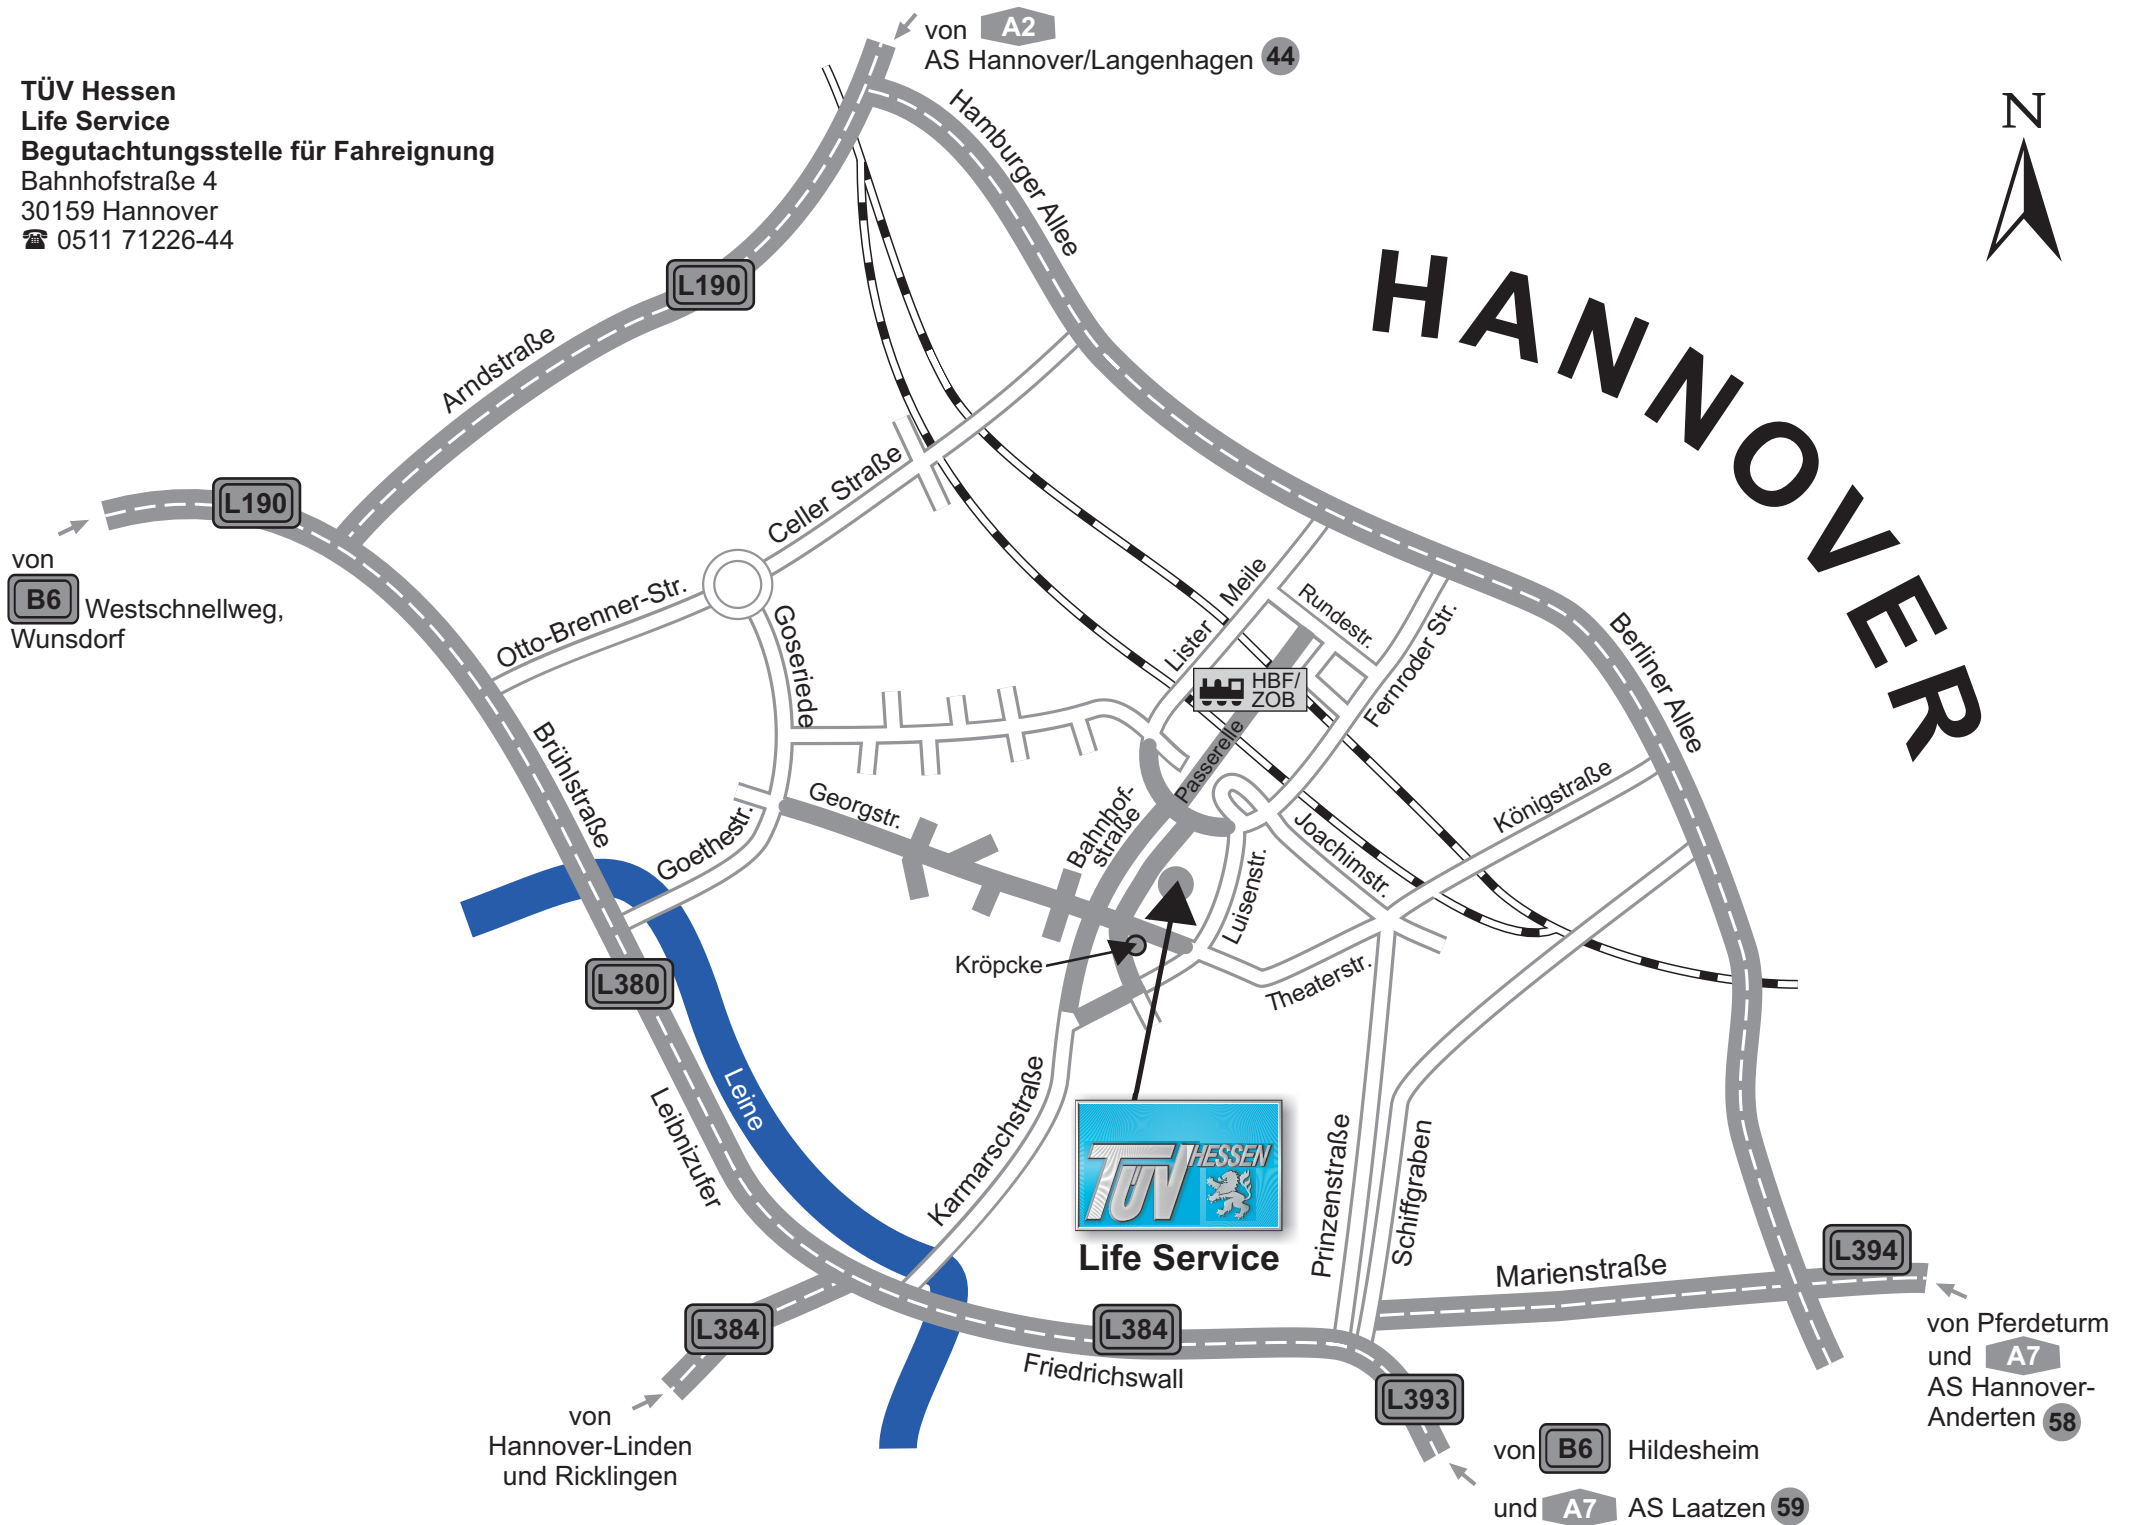 TÜV Hessen
Life Service
Begutachtungsstelle für Fahreignung
Bahnhofstraße 4
30159 Hannover
☎ 0511 71226-44
von A2
AS Hannover/Langenhagen 44
N
HANNOVER
Hamburger Allee
L190
Arndstraße
L190
von
B6 Westschnellweg,
Wunsdorf
Celler Straße
Otto-Brenner-Str.
Goseriede
Lister Meile
Rundestr.
Fernroder Str.
HBF/
ZOB
Passerelle
Berliner Allee
Brühlstraße
Georgstr.
Goethestr.
Bahnhof-
straße
Königstraße
Joachimstr.
Luisenstr.
Kröpcke
Theaterstr.
L380
Leine
Leibnizufer
Karmarschstraße
TÜV HESSEN
Life Service
Prinzenstraße
Schiffgraben
Marienstraße
L394
L384
L384
Friedrichswall
L393
von
Hannover-Linden
und Ricklingen
von Pferdeturm
und A7
AS Hannover-
Anderten 58
von B6 Hildesheim
und A7 AS Laatzen 59